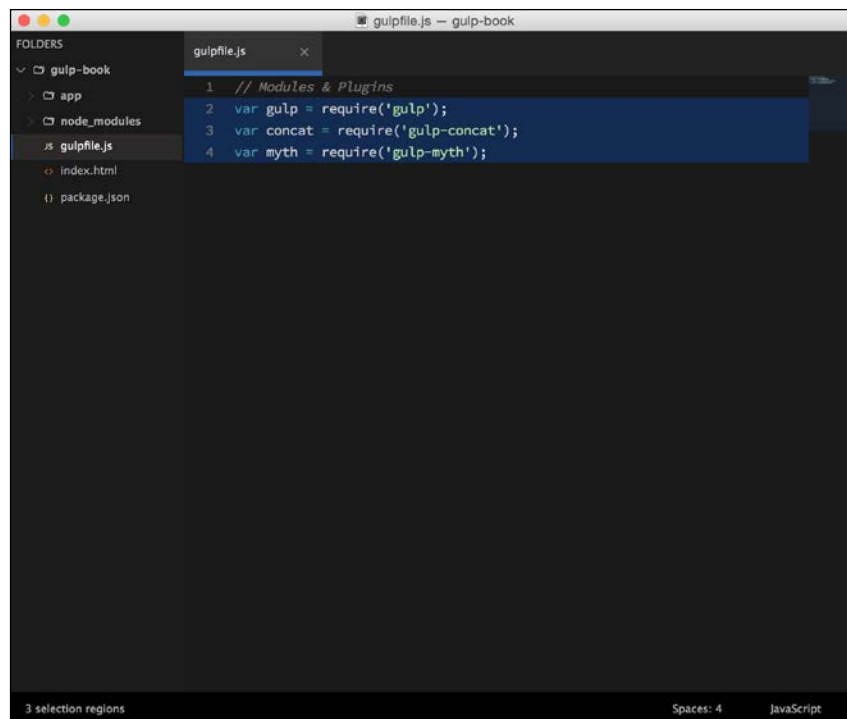 gulpfile.js — gulp-book
FOLDERS
gulp-book
app
node_modules
JS gulpfile.js
<> index.html
{} package.json
gulpfile.js ×
1 // Modules & Plugins
2 var gulp = require('gulp');
3 var concat = require('gulp-concat');
4 var myth = require('gulp-myth');
3 selection regions
Spaces: 4 JavaScript